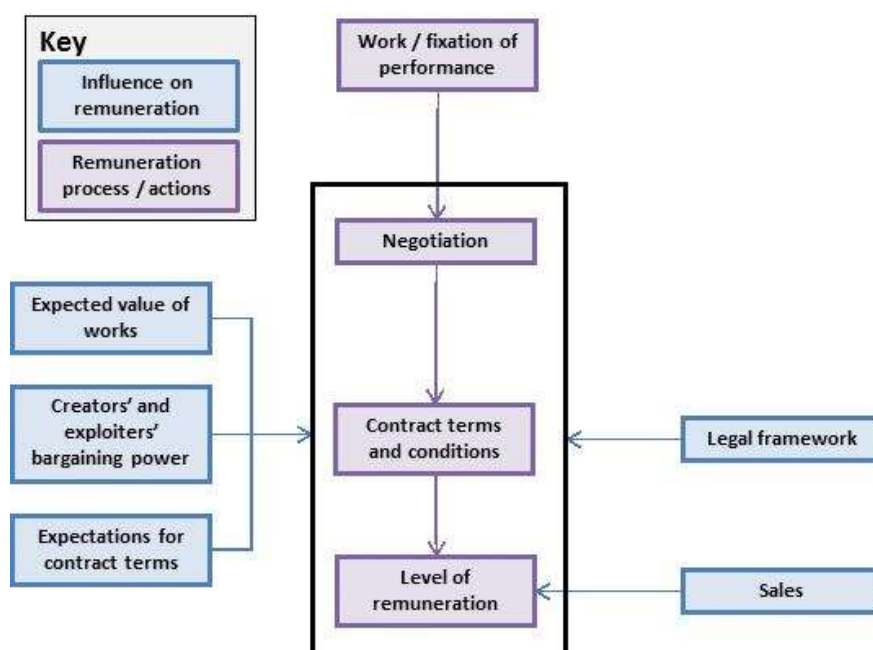 Key
Influence on
remuneration
Remuneration
process / actions
Work / fixation of
performance
Negotiation
Expected value of
works
Creators' and
exploiters'
bargaining power
Expectations for
contract terms
Contract terms
and conditions
Legal framework
Level of
remuneration
Sales